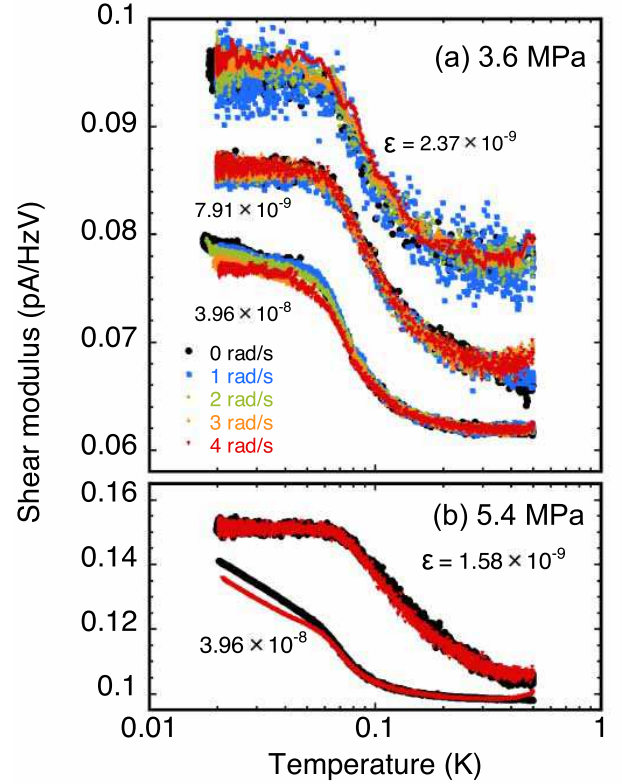 0.1
(a) 3.6 MPa
0.09
ε = 2.37 × 10⁻⁹
7.91 × 10⁻⁹
0.08
3.96 × 10⁻⁸
0.07
0 rad/s
1 rad/s
2 rad/s
3 rad/s
4 rad/s
0.06
Shear modulus (pA/HzV)
0.16
(b) 5.4 MPa
0.14
ε = 1.58 × 10⁻⁹
0.12
3.96 × 10⁻⁸
0.1
0.01 0.1 1
Temperature (K)